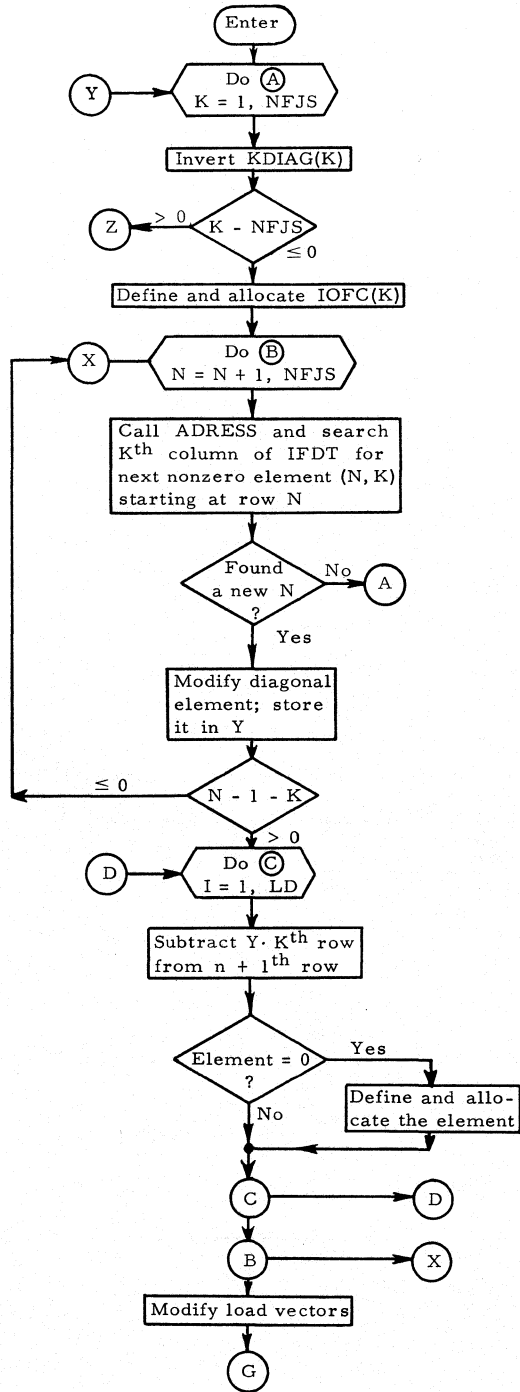 Enter
Do A
K = 1, NFJS
Y
Invert KDIAG(K)
K - NFJS
> 0
Z
≤ 0
Define and allocate IOFC(K)
X
Do B
N = N + 1, NFJS
Call ADRESS and search
Kth column of IFDT for
next nonzero element (N, K)
starting at row N
Found
a new N
?
No
A
Yes
Modify diagonal
element; store
it in Y
N - 1 - K
≤ 0
> 0
D
Do C
I = 1, LD
Subtract Y· Kth row
from n + 1th row
Element = 0
?
Yes
Define and allo-
cate the element
No
C
D
B
X
Modify load vectors
G